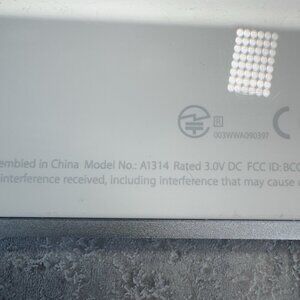 R
003WWA090397
embled in China Model No.: A1314 Rated 3.0V DC FCC ID: BCG
interference received, including interference that may cause